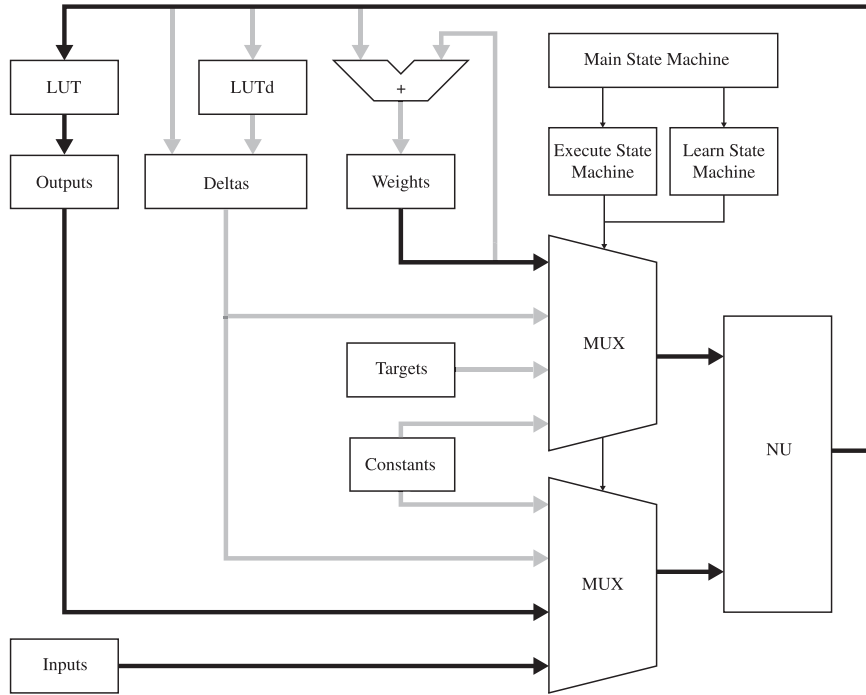 Main State Machine
LUT
LUTd
+
Execute State
Machine
Learn State
Machine
Outputs
Deltas
Weights
MUX
Targets
Constants
NU
MUX
Inputs